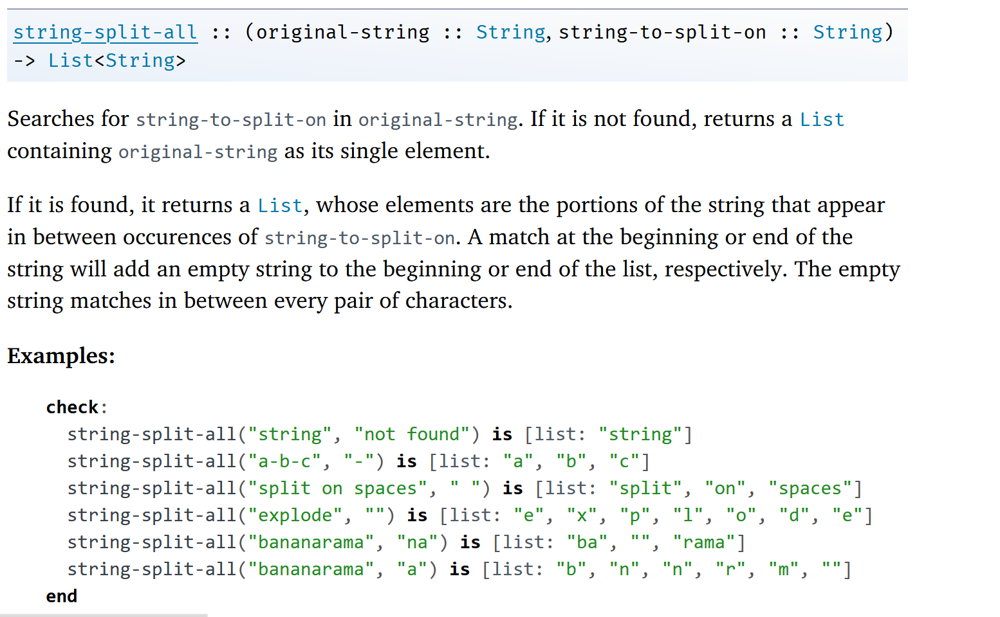 string-split-all :: (original-string :: String, string-to-split-on :: String)
-> List<String>
Searches for string-to-split-on in original-string. If it is not found, returns a List
containing original-string as its single element.
If it is found, it returns a List, whose elements are the portions of the string that appear
in between occurences of string-to-split-on. A match at the beginning or end of the
string will add an empty string to the beginning or end of the list, respectively. The empty
string matches in between every pair of characters.
Examples:
check:
string-split-all("string", "not found") is [list: "string"]
string-split-all("a-b-c", "-") is [list: "a", "b", "c"]
string-split-all("split on spaces", " ") is [list: "split", "on", "spaces"]
string-split-all("explode", "") is [list: "e", "x", "p", "l", "o", "d", "e"]
string-split-all("bananarama", "na") is [list: "ba", "", "rama"]
string-split-all("bananarama", "a") is [list: "b", "n", "n", "r", "m", ""]
end